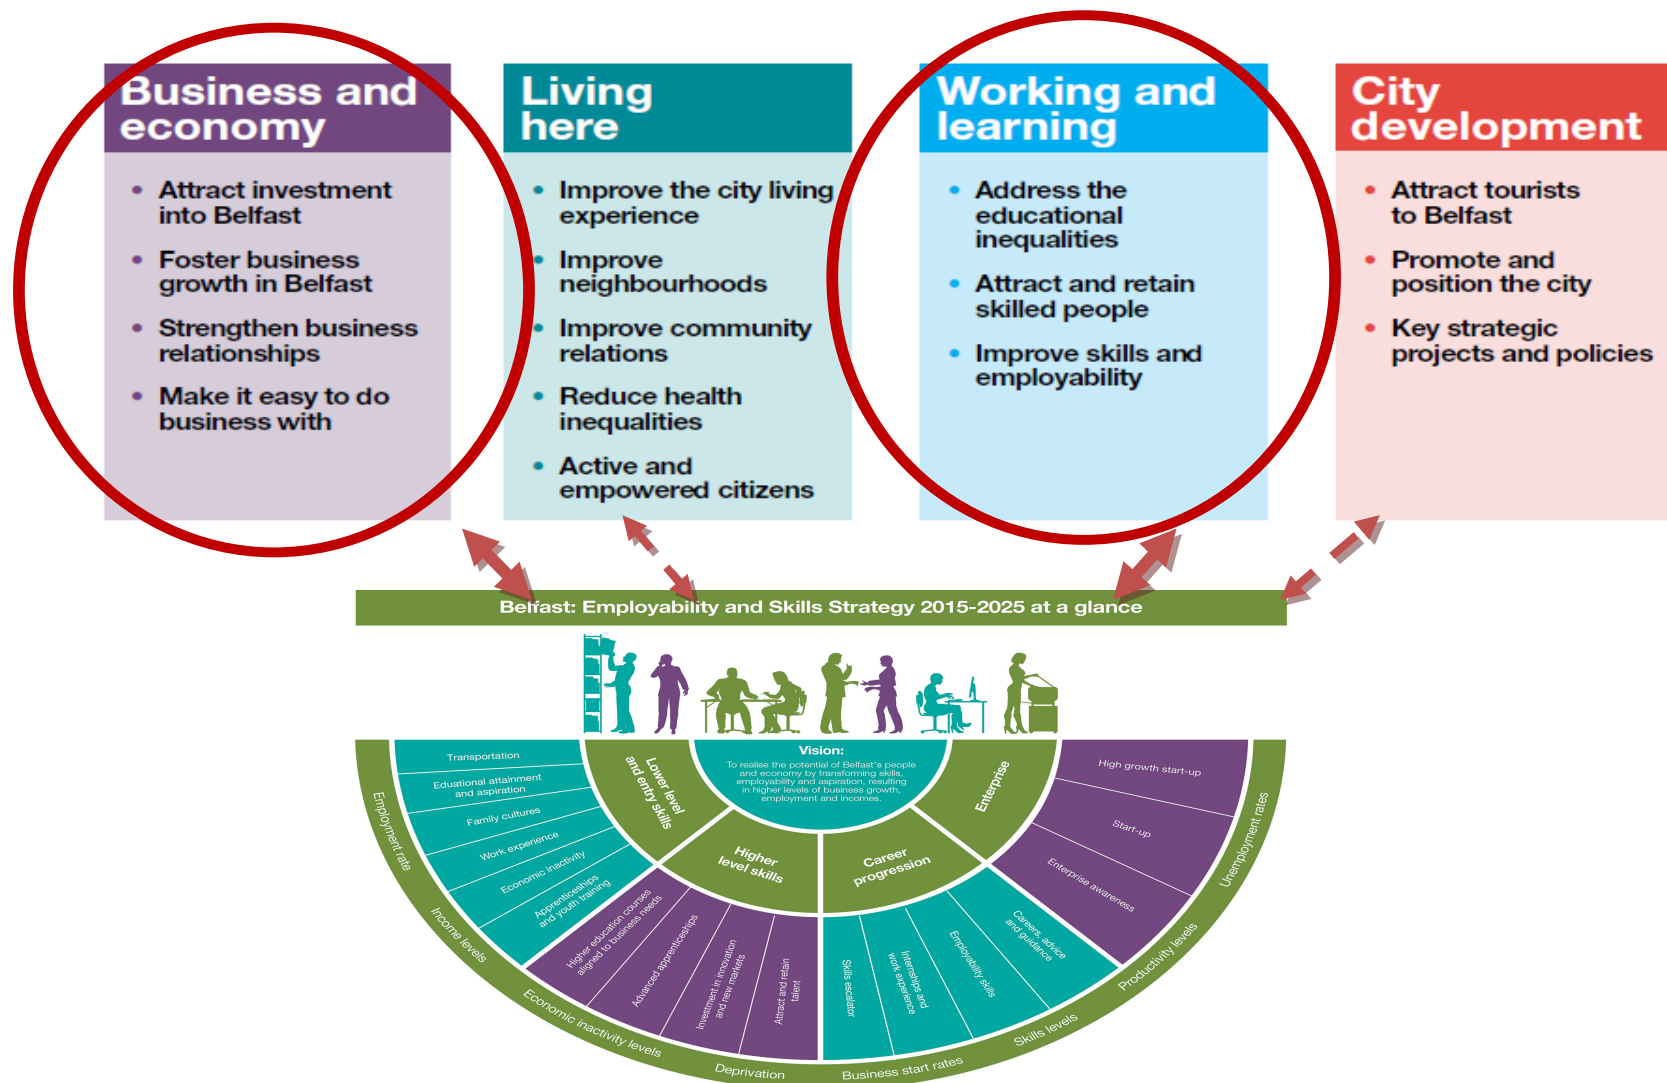 Business and
economy
• Attract investment
into Belfast
• Foster business
growth in Belfast
• Strengthen business
relationships
• Make it easy to do
business with
Living
here
• Improve the city living
experience
• Improve
neighbourhoods
• Improve community
relations
• Reduce health
inequalities
• Active and
empowered citizens
Working and
learning
• Address the
educational
inequalities
• Attract and retain
skilled people
• Improve skills and
employability
City
development
• Attract tourists
to Belfast
• Promote and
position the city
• Key strategic
projects and policies
Belfast: Employability and Skills Strategy 2015-2025 at a glance
Vision:
To realise the potential of Belfast's people
and economy by transforming skills,
employability and aspiration, resulting
in higher levels of business growth,
employment and incomes.
Lower level
and entry skills
Higher
level skills
Career
progression
Enterprise
Transportation
Eduational attainment
and aspiration
Family cultures
Work experience
Economic inactivity
Apprenticeships
and youth training
Higher education courses
aligned to business needs
Advanced apprenticeships
Investment in innovation
and new markets
Attract and retain
talent
Skills escalator
Internships and
work experience
Employability skills
Careers, advice
and guidance
Enterprise awareness
Start-up
High growth start-up
Employment rate
Income levels
Economic inactivity levels
Deprivation
Business start rates
Skills levels
Productivity levels
Unemployment rates